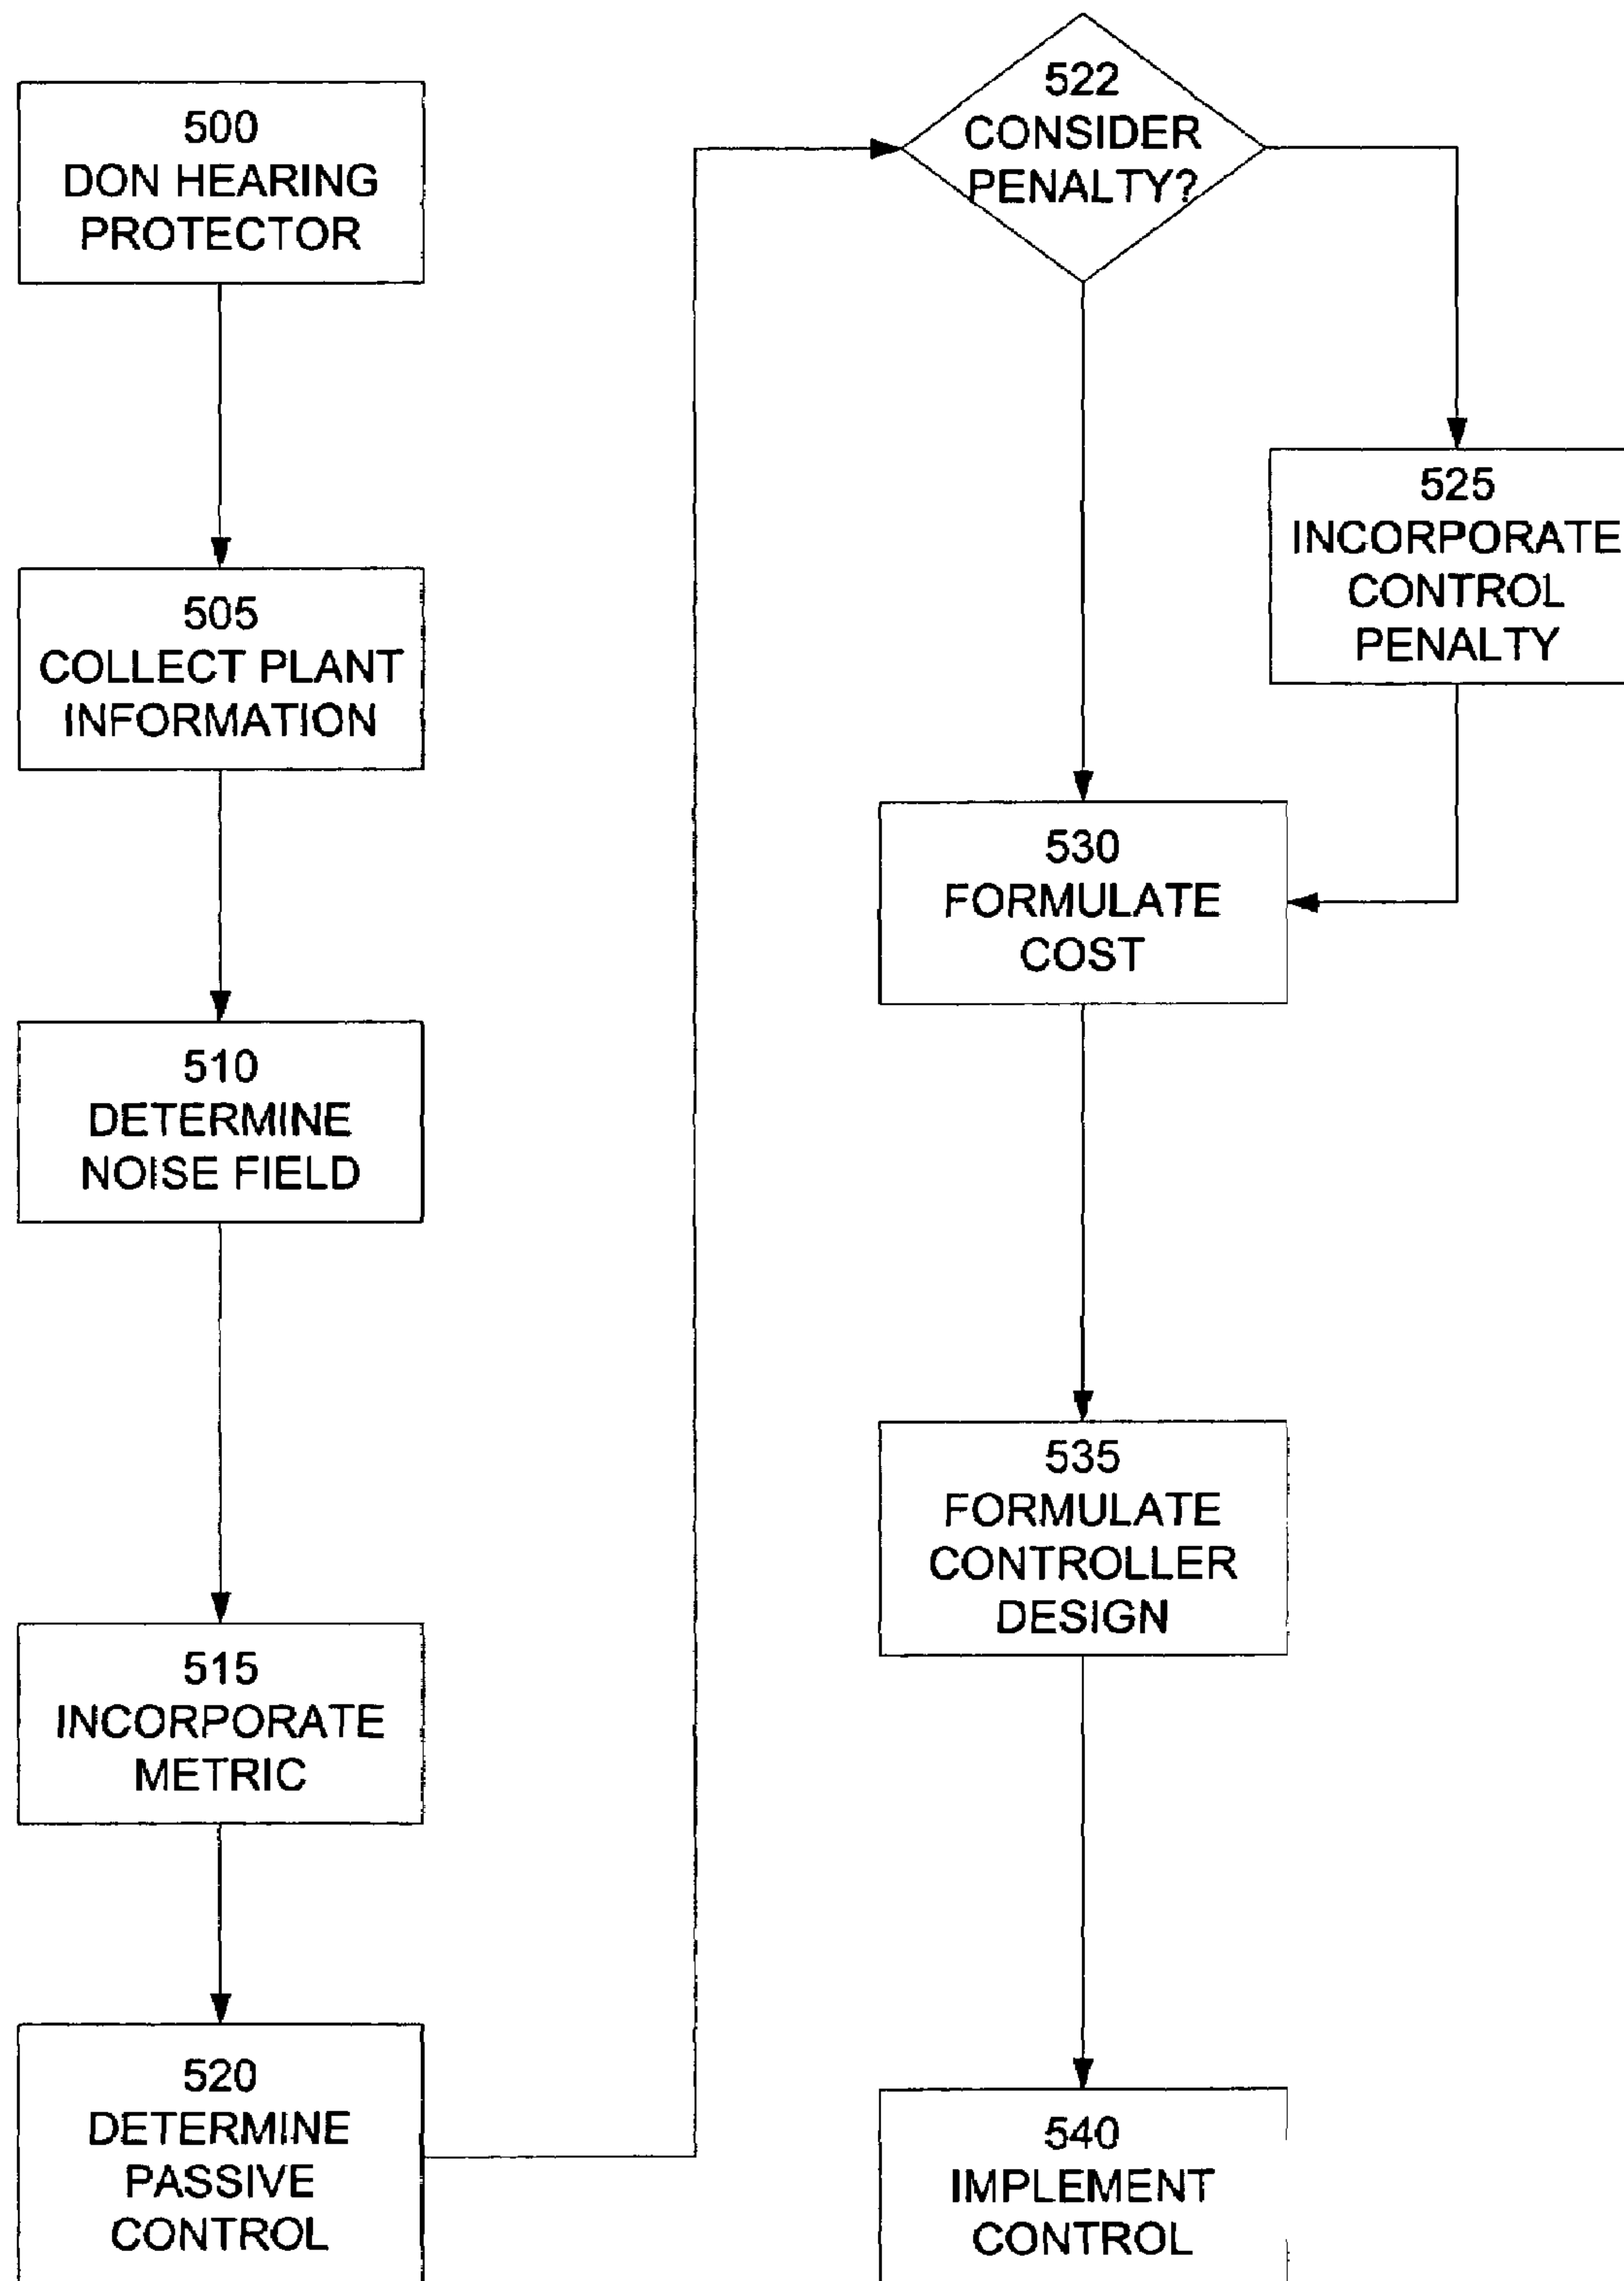 500
DON HEARING
PROTECTOR
505
COLLECT PLANT
INFORMATION
510
DETERMINE
NOISE FIELD
515
INCORPORATE
METRIC
520
DETERMINE
PASSIVE
CONTROL
522
CONSIDER
PENALTY?
525
INCORPORATE
CONTROL
PENALTY
530
FORMULATE
COST
535
FORMULATE
CONTROLLER
DESIGN
540
IMPLEMENT
CONTROL